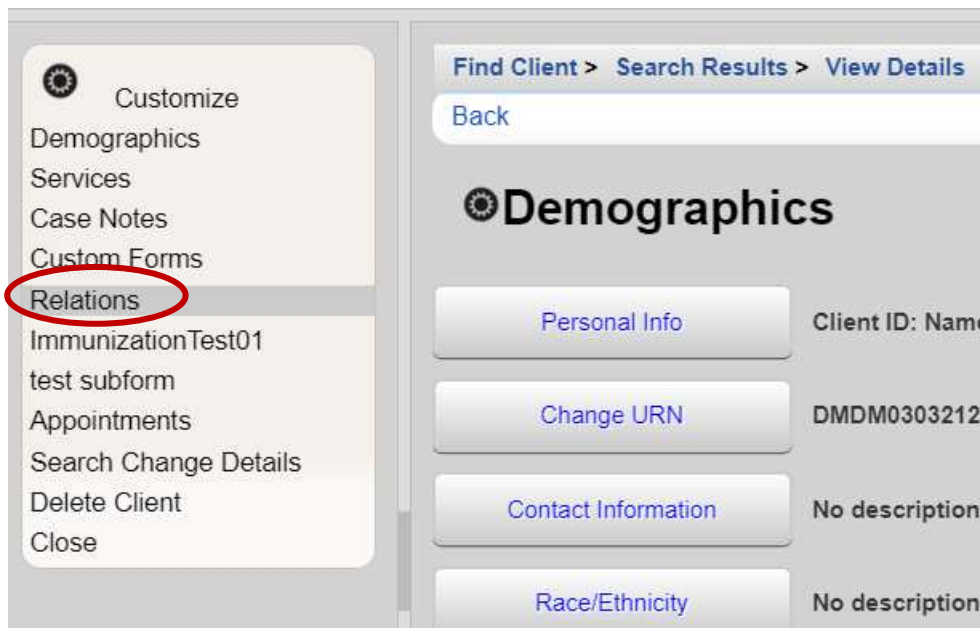 Customize
Demographics
Services
Case Notes
Custom Forms
Relations
ImmunizationTest01
test subform
Appointments
Search Change Details
Delete Client
Close
Find Client > Search Results > View Details
Back
Demographics
Personal Info
Client ID: Name
Change URN
DMDM0303212
Contact Information
No description
Race/Ethnicity
No description